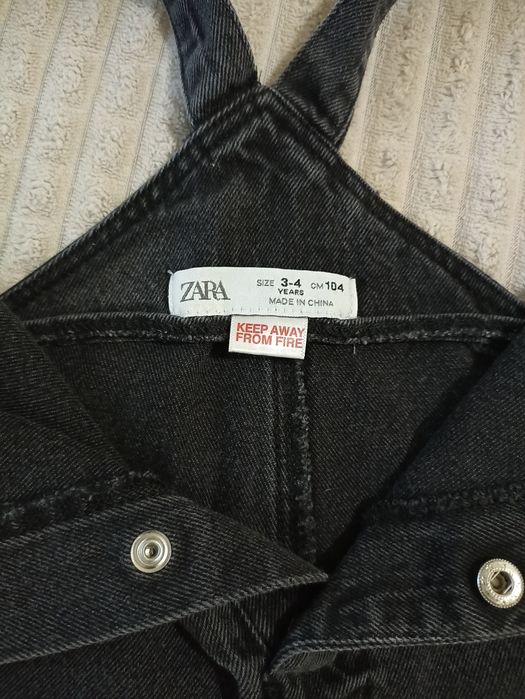 ZARA
SIZE 3-4 CM 104
YEARS
MADE IN CHINA
KEEP AWAY
FROM FIRE